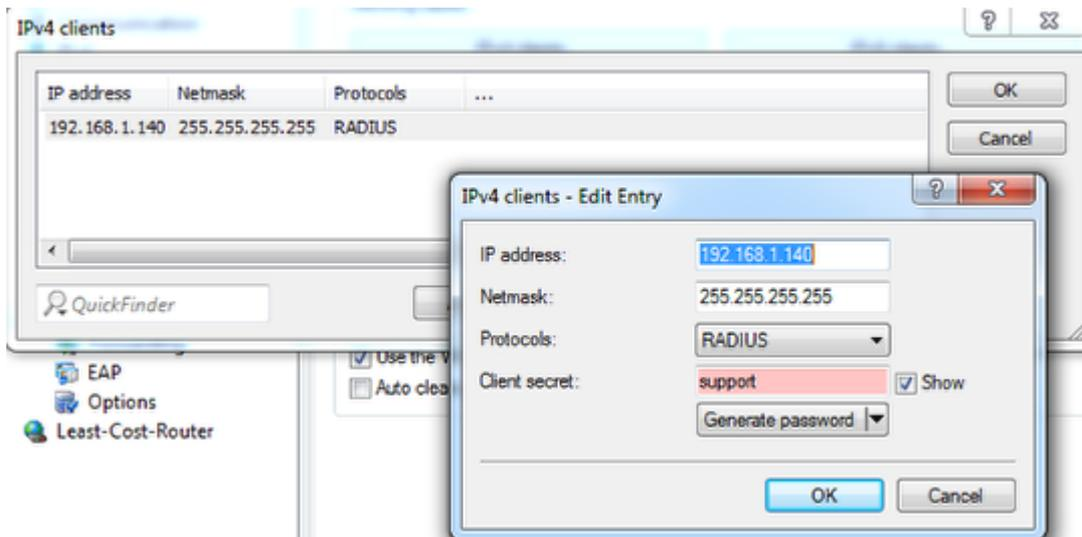 IPv4 clients
IP address Netmask Protocols ...
192.168.1.140 255.255.255.255 RADIUS
OK
Cancel
QuickFinder
IPv4 clients - Edit Entry
IP address: 192.168.1.140
Netmask: 255.255.255.255
Protocols: RADIUS
Client secret: support Show
Generate password
OK Cancel
Use the
Auto clea
EAP
Options
Least-Cost-Router